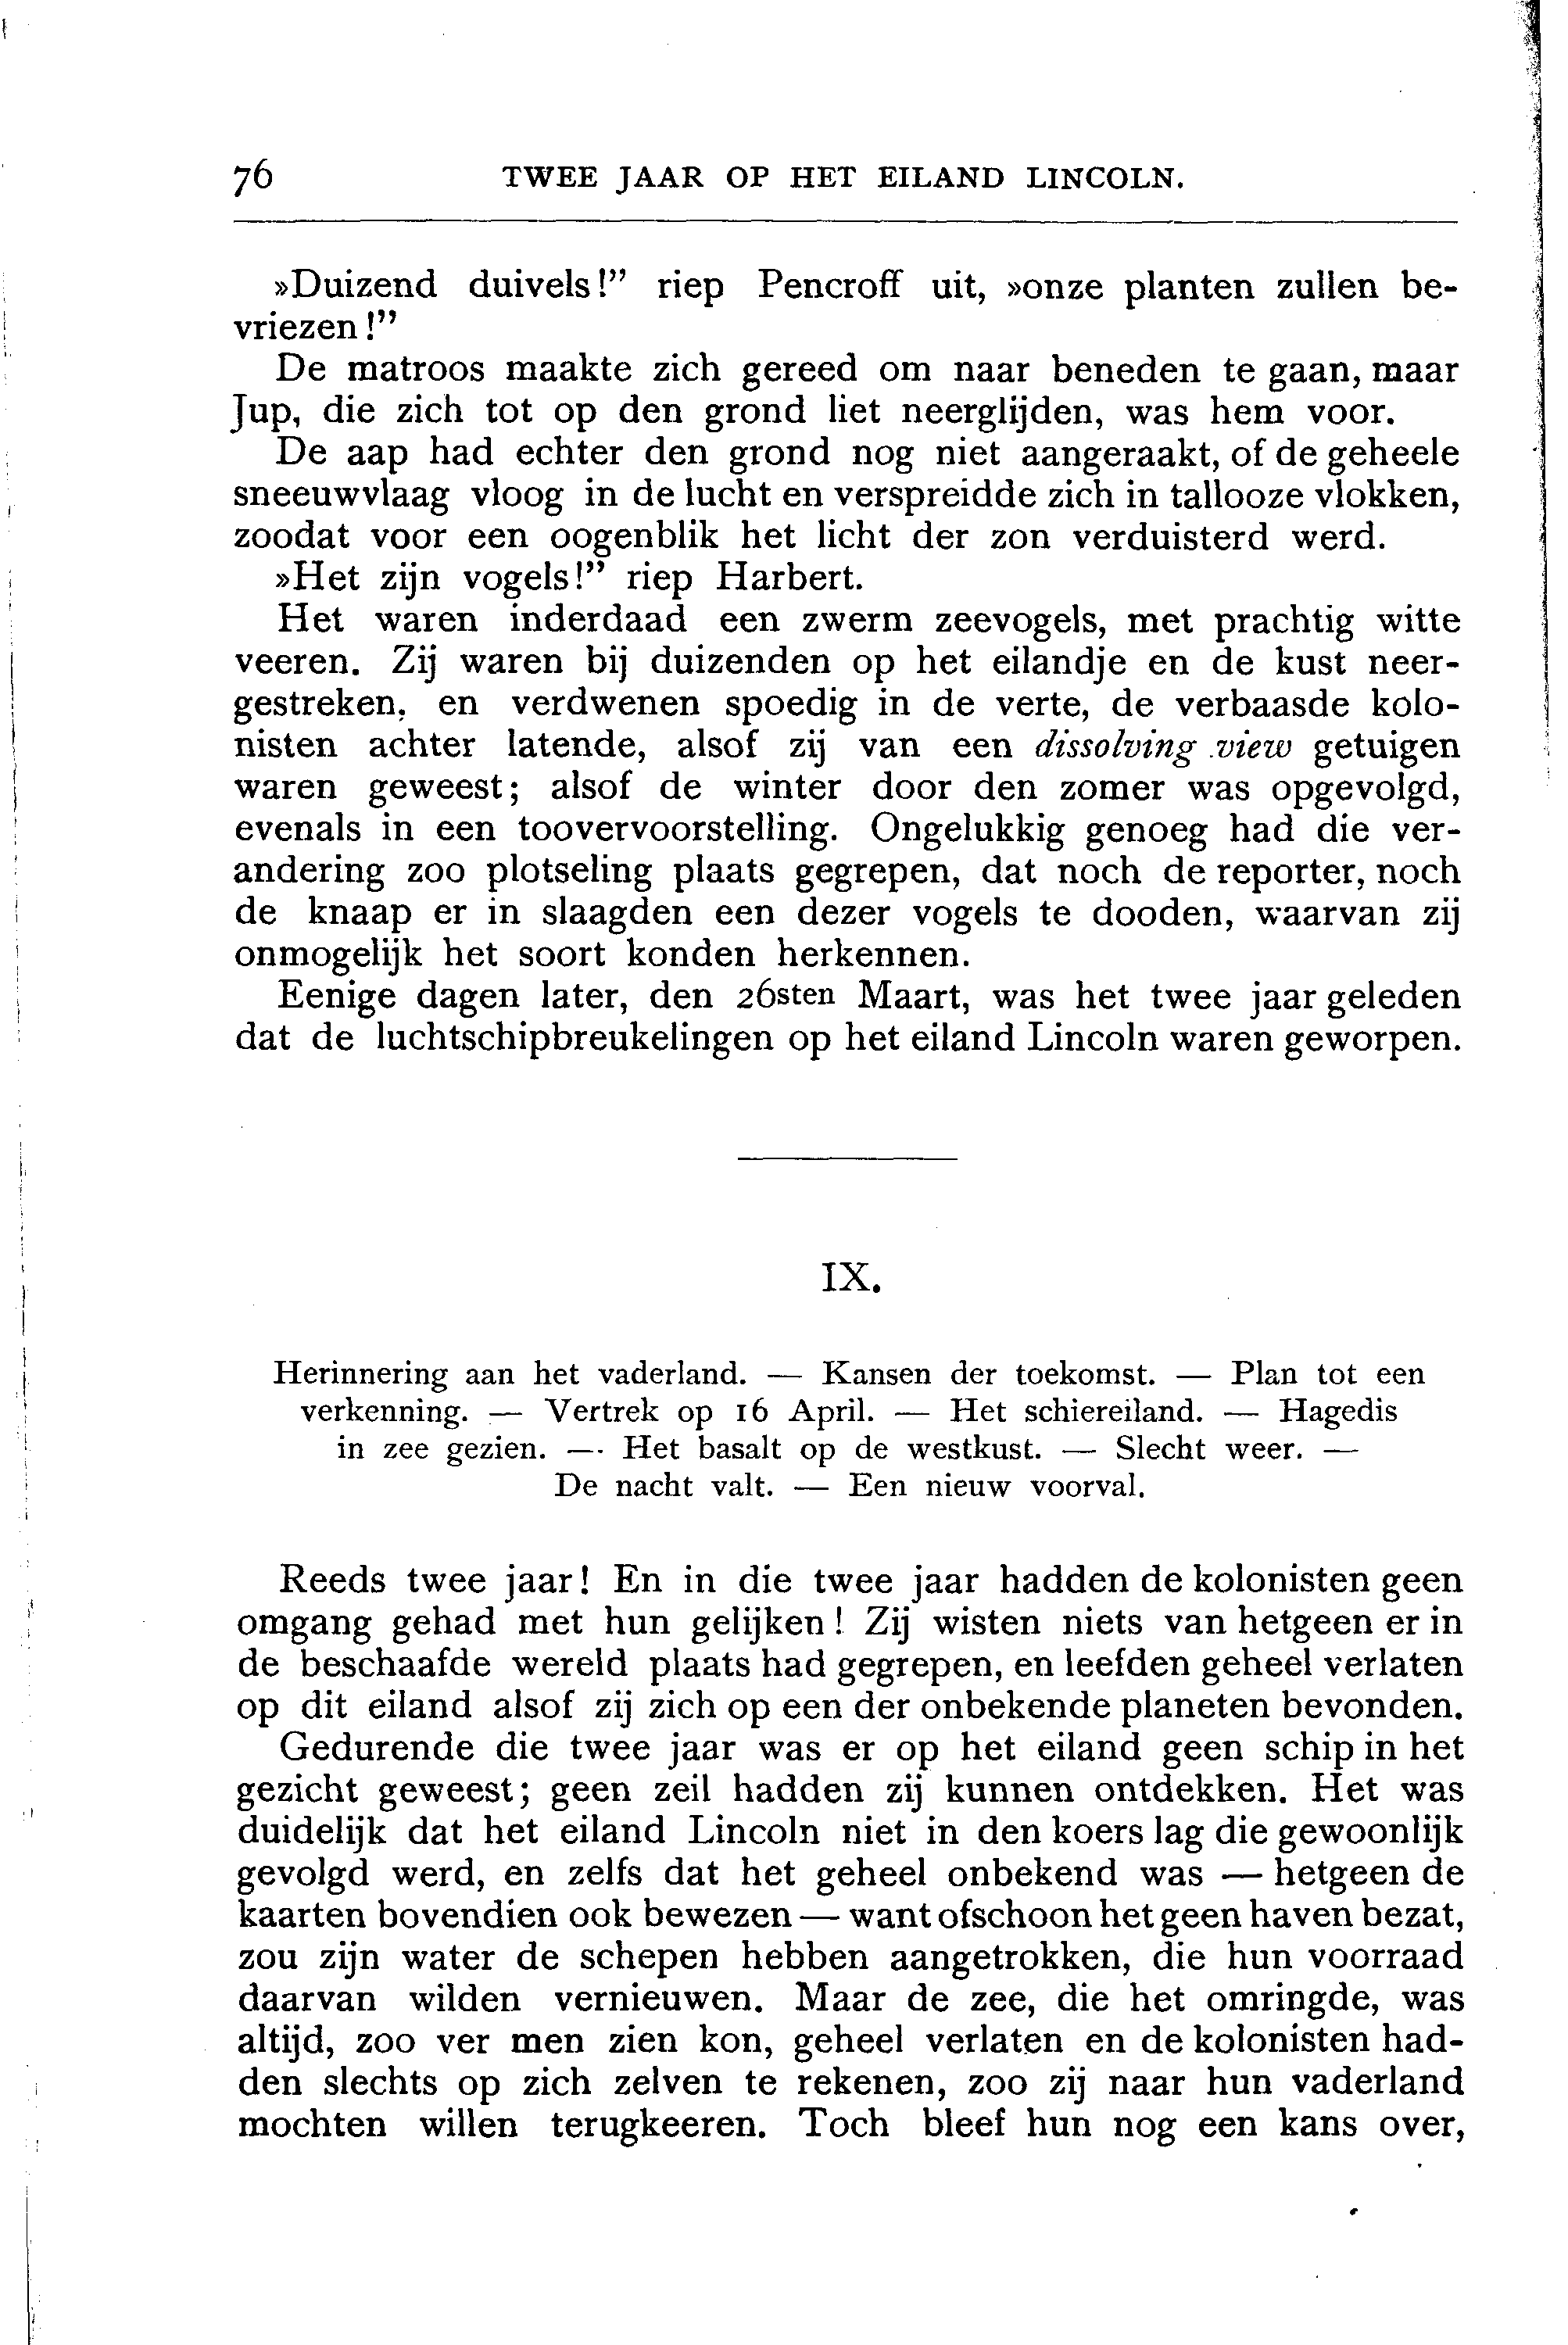 76 TWEE JAAR OP HET EILAND LINCOLN.
»Duizend duivels!” riep Pencroff uit, »onze planten zullen be-
vriezen!”
De matroos maakte zich gereed om naar beneden te gaan, maar
Jup, die zich tot op den grond liet neerglijden, was hem voor.
De aap had echter den grond nog niet aangeraakt, of de geheele
sneeuwvlaag vloog in de lucht en verspreidde zich in tallooze vlokken,
zoodat voor een oogenblik het licht der zon verduisterd werd.
»Het zijn vogels!” riep Harbert.
Het waren inderdaad een zwerm zeevogels, met prachtig witte
veeren. Zij waren bij duizenden op het eilandje en de kust neer-
gestreken, en verdwenen spoedig in de verte, de verbaasde kolo-
nisten achter latende, alsof zij van een dissolving view getuigen
waren geweest; alsof de winter door den zomer was opgevolgd,
evenals in een toovervoorstelling. Ongelukkig genoeg had die ver-
andering zoo plotseling plaats gegrepen, dat noch de reporter, noch
de knaap er in slaagden een dezer vogels te dooden, waarvan zij
onmogelijk het soort konden herkennen.
Eenige dagen later, den 26sten Maart, was het twee jaar geleden
dat de luchtschipbreukelingen op het eiland Lincoln waren geworpen.
IX.
Herinnering aan het vaderland. — Kansen der toekomst. — Plan tot een
verkenning. — Vertrek op 16 April. — Het schiereiland. — Hagedis
in zee gezien. — Het basalt op de westkust. — Slecht weer. —
De nacht valt. — Een nieuw voorval.
Reeds twee jaar! En in die twee jaar hadden de kolonisten geen
omgang gehad met hun gelijken! Zij wisten niets van hetgeen er in
de beschaafde wereld plaats had gegrepen, en leefden geheel verlaten
op dit eiland alsof zij zich op een der onbekende planeten bevonden.
Gedurende die twee jaar was er op het eiland geen schip in het
gezicht geweest; geen zeil hadden zij kunnen ontdekken. Het was
duidelijk dat het eiland Lincoln niet in den koers lag die gewoonlijk
gevolgd werd, en zelfs dat het geheel onbekend was — hetgeen de
kaarten bovendien ook bewezen — want ofschoon het geen haven bezat,
zou zijn water de schepen hebben aangetrokken, die hun voorraad
daarvan wilden vernieuwen. Maar de zee, die het omringde, was
altijd, zoo ver men zien kon, geheel verlaten en de kolonisten had-
den slechts op zich zelven te rekenen, zoo zij naar hun vaderland
mochten willen terugkeeren. Toch bleef hun nog een kans over,